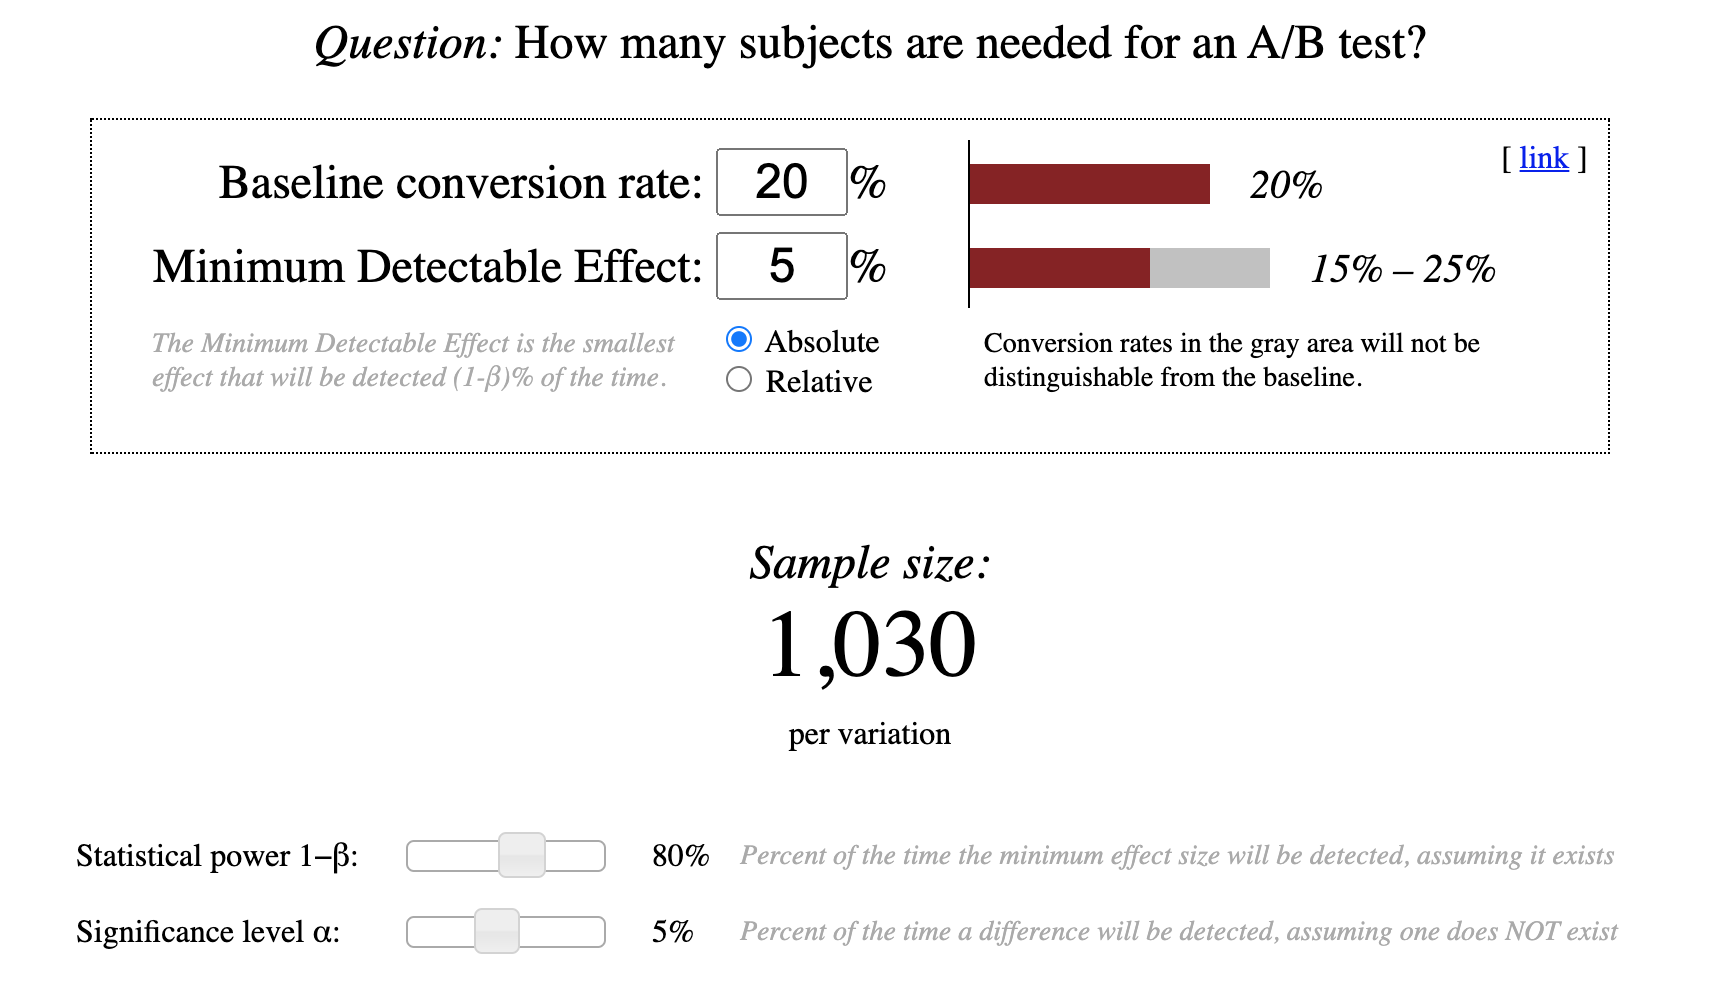 Question: How many subjects are needed for an A/B test?
[ link ]
Baseline conversion rate: 20 % 20%
Minimum Detectable Effect: 5 % 15% – 25%
The Minimum Detectable Effect is the smallest
effect that will be detected (1-β)% of the time.
Absolute
Relative
Conversion rates in the gray area will not be
distinguishable from the baseline.
Sample size:
1,030
per variation
Statistical power 1−β: 80% Percent of the time the minimum effect size will be detected, assuming it exists
Significance level α: 5% Percent of the time a difference will be detected, assuming one does NOT exist